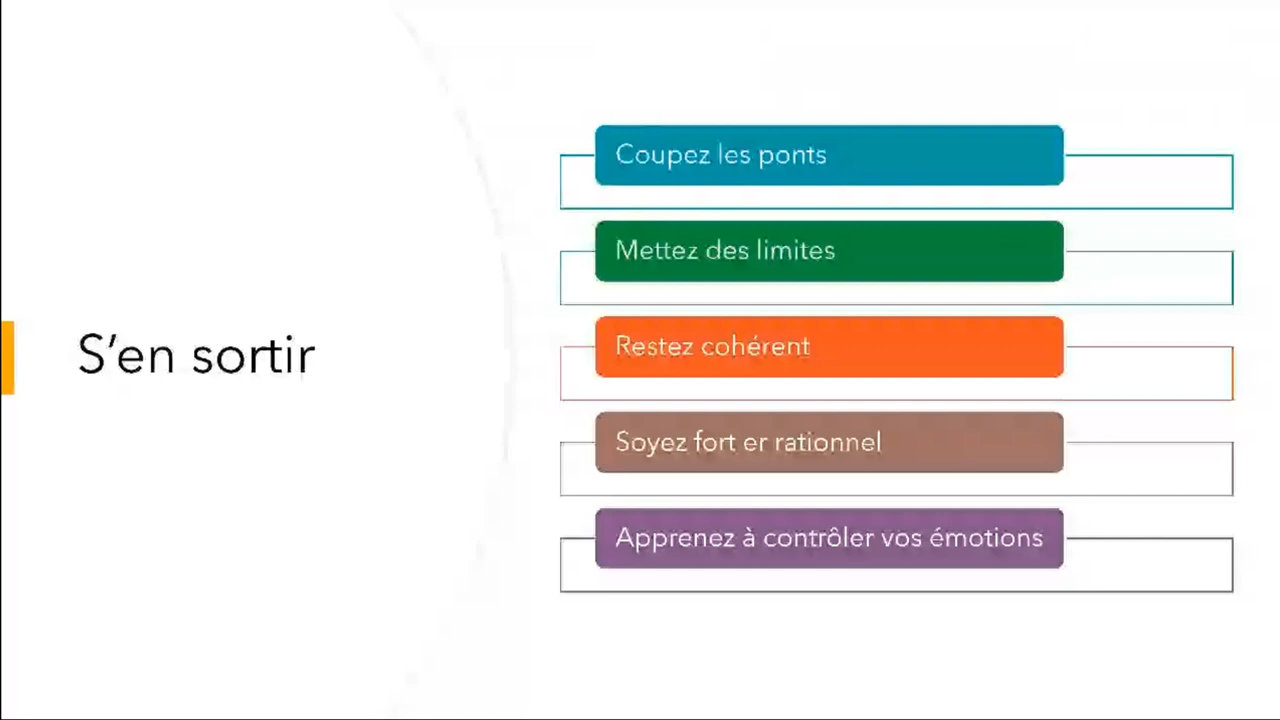 S'en sortir
Coupez les ponts
Mettez des limites
Restez cohérent
Soyez fort er rationnel
Apprenez à contrôler vos émotions